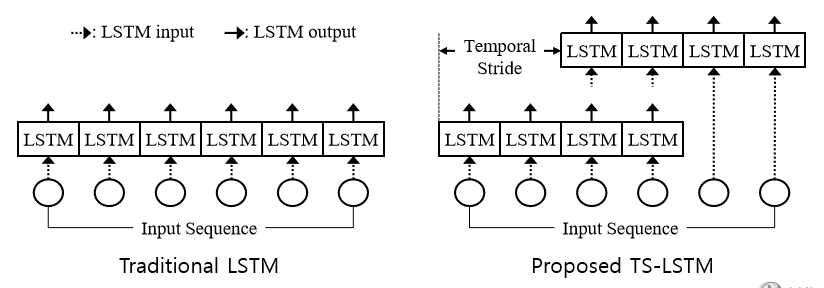 : LSTM input
: LSTM output
LSTM LSTM LSTM LSTM LSTM LSTM
Input Sequence
Traditional LSTM
Temporal
Stride
LSTM LSTM LSTM LSTM
LSTM LSTM LSTM LSTM
Input Sequence
Proposed TS-LSTM